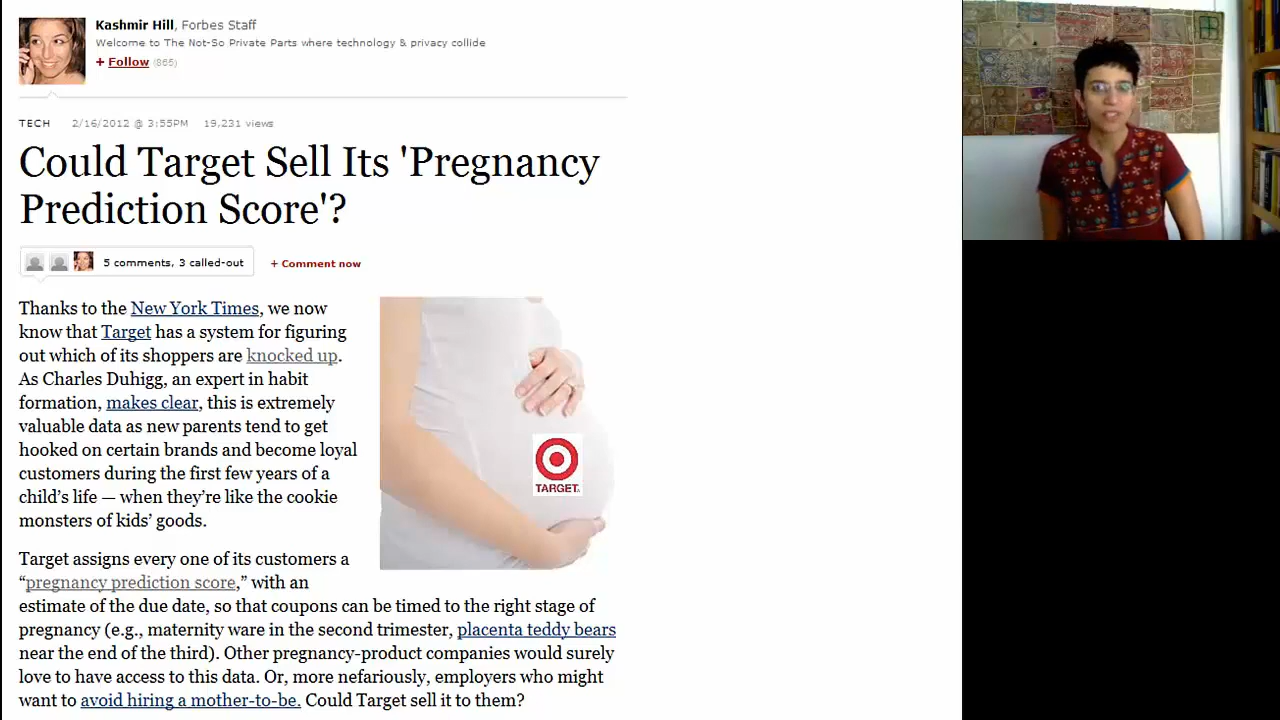 Kashmir Hill, Forbes Staff
Welcome to The Not-So Private Parts where technology & privacy collide
+ Follow (865)
TECH 2/16/2012 @ 3:55PM 19,231 views
Could Target Sell Its 'Pregnancy
Prediction Score'?
5 comments, 3 called-out + Comment now
Thanks to the New York Times, we now
know that Target has a system for figuring
out which of its shoppers are knocked up.
As Charles Duhigg, an expert in habit
formation, makes clear, this is extremely
valuable data as new parents tend to get
hooked on certain brands and become loyal
customers during the first few years of a
child’s life — when they’re like the cookie
monsters of kids’ goods.
TARGET.
Target assigns every one of its customers a
“pregnancy prediction score,” with an
estimate of the due date, so that coupons can be timed to the right stage of
pregnancy (e.g., maternity ware in the second trimester, placenta teddy bears
near the end of the third). Other pregnancy-product companies would surely
love to have access to this data. Or, more nefariously, employers who might
want to avoid hiring a mother-to-be. Could Target sell it to them?